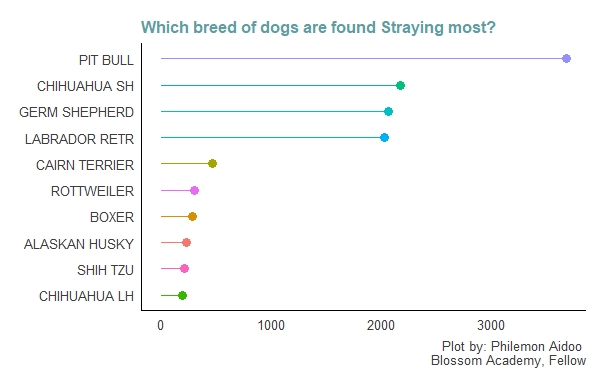 Which breed of dogs are found Straying most?
PIT BULL
CHIHUAHUA SH
GERM SHEPHERD
LABRADOR RETR
CAIRN TERRIER
ROTTWEILER
BOXER
ALASKAN HUSKY
SHIH TZU
CHIHUAHUA LH
0 1000 2000 3000
Plot by: Philemon Aidoo
Blossom Academy, Fellow